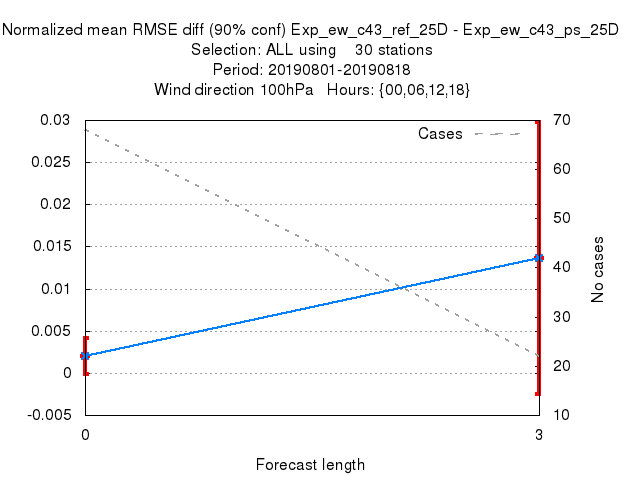 Normalized mean RMSE diff (90% conf) Exp_ew_c43_ref_25D - Exp_ew_c43_ps_25D
Selection: ALL using 30 stations
Period: 20190801-20190818
Wind direction 100hPa Hours: {00,06,12,18}
Cases
0.03
0.025
0.02
0.015
0.01
0.005
0
-0.005
70
60
50
40
30
20
10
No cases
0 3
Forecast length